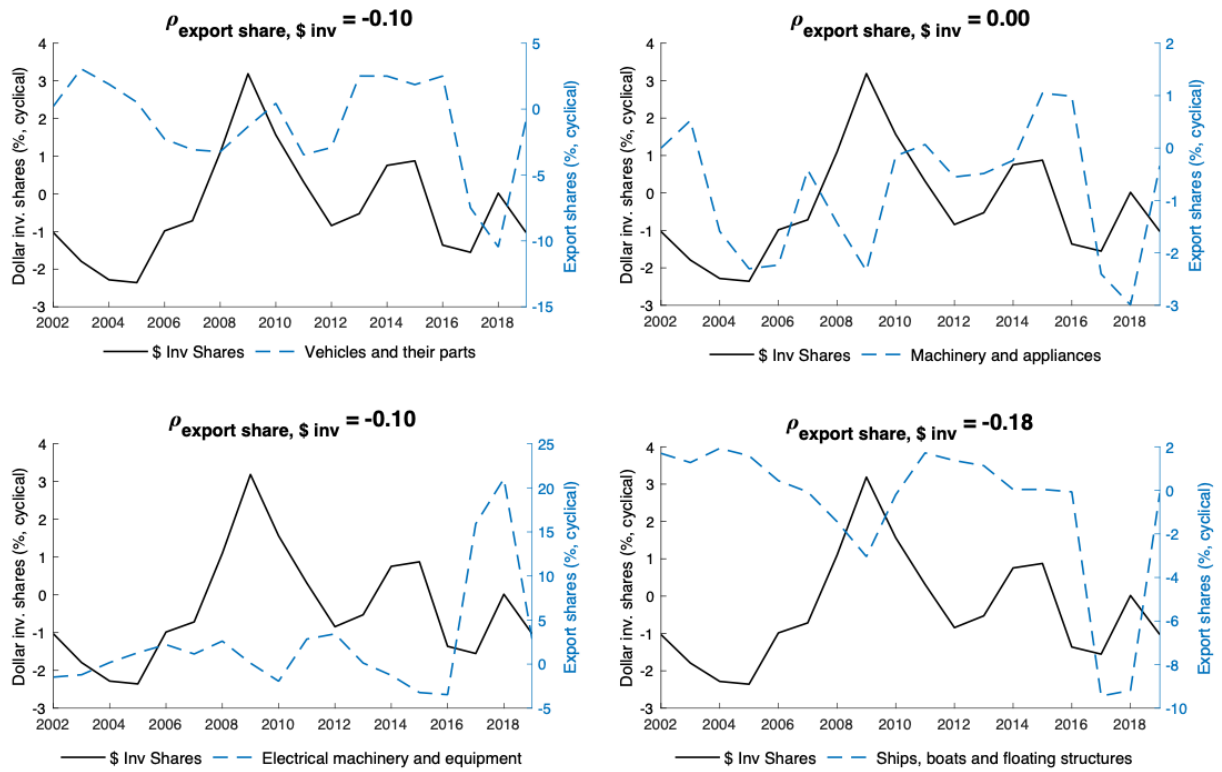 ρexport share, $ inv = -0.10
Dollar inv. shares (%, cyclical)
4
3
2
1
0
-1
-2
-3
5
0
-5
-10
-15
Export shares (%, cyclical)
2002 2004 2006 2008 2010 2012 2014 2016 2018
$ Inv Shares Vehicles and their parts
ρexport share, $ inv = 0.00
Dollar inv. shares (%, cyclical)
4
3
2
1
0
-1
-2
-3
2
1
0
-1
-2
-3
Export shares (%, cyclical)
2002 2004 2006 2008 2010 2012 2014 2016 2018
$ Inv Shares Machinery and appliances
ρexport share, $ inv = -0.10
Dollar inv. shares (%, cyclical)
4
3
2
1
0
-1
-2
-3
25
20
15
10
5
0
-5
Export shares (%, cyclical)
2002 2004 2006 2008 2010 2012 2014 2016 2018
$ Inv Shares Electrical machinery and equipment
ρexport share, $ inv = -0.18
Dollar inv. shares (%, cyclical)
4
3
2
1
0
-1
-2
-3
2
0
-2
-4
-6
-8
-10
Export shares (%, cyclical)
2002 2004 2006 2008 2010 2012 2014 2016 2018
$ Inv Shares Ships, boats and floating structures